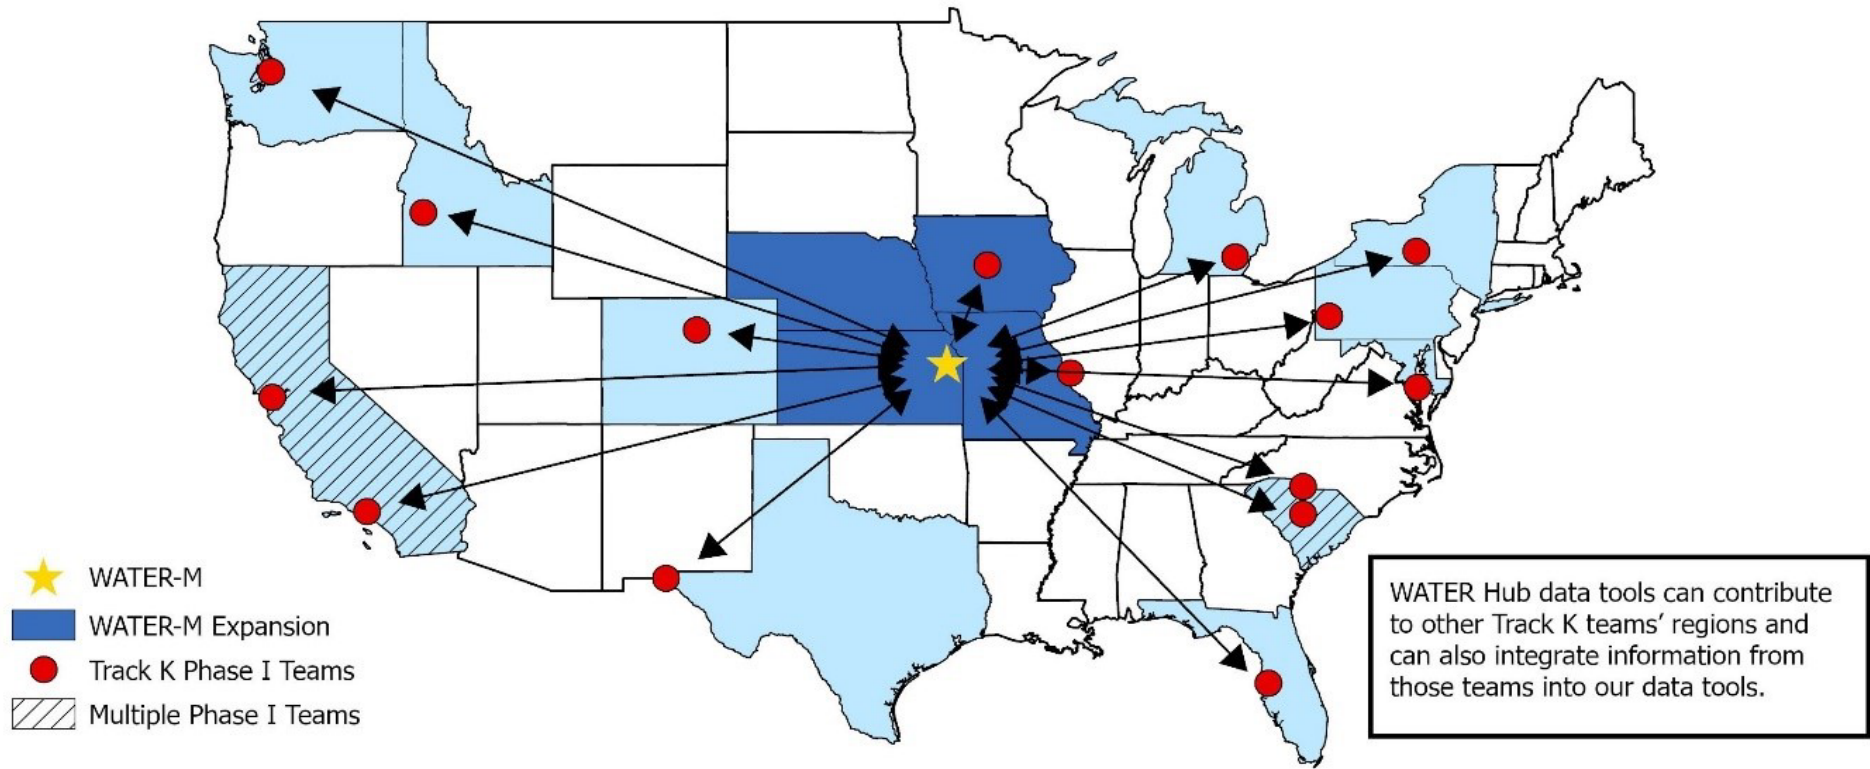 WATER-M
WATER-M Expansion
Track K Phase I Teams
Multiple Phase I Teams
WATER Hub data tools can contribute
to other Track K teams’ regions and
can also integrate information from
those teams into our data tools.